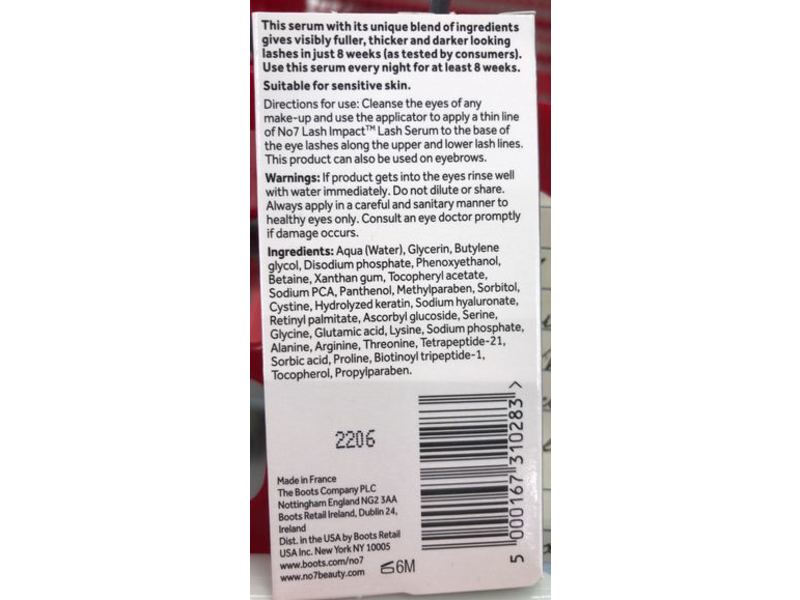 This serum with its unique blend of ingredients
gives visibly fuller, thicker and darker looking
lashes in just 8 weeks (as tested by consumers).
Use this serum every night for at least 8 weeks.
Suitable for sensitive skin.
Directions for use: Cleanse the eyes of any
make-up and use the applicator to apply a thin line
of No7 Lash Impact™ Lash Serum to the base of
the eye lashes along the upper and lower lash lines.
This product can also be used on eyebrows.
Warnings: If product gets into the eyes rinse well
with water immediately. Do not dilute or share.
Always apply in a careful and sanitary manner to
healthy eyes only. Consult an eye doctor promptly
if damage occurs.
Ingredients: Aqua (Water), Glycerin, Butylene
glycol, Disodium phosphate, Phenoxyethanol,
Betaine, Xanthan gum, Tocopheryl acetate,
Sodium PCA, Panthenol, Methylparaben, Sorbitol,
Cystine, Hydrolyzed keratin, Sodium hyaluronate,
Retinyl palmitate, Ascorbyl glucoside, Serine,
Glycine, Glutamic acid, Lysine, Sodium phosphate,
Alanine, Arginine, Threonine, Tetrapeptide-21,
Sorbic acid, Proline, Biotinoyl tripeptide-1,
Tocopherol, Propylparaben.
2206
Made in France
The Boots Company PLC
Nottingham England NG2 3AA
Boots Retail Ireland, Dublin 24,
Ireland
Dist. in the USA by Boots Retail
USA Inc. New York NY 10005
www.boots.com/no7
www.no7beauty.com
6M
5 000167 310283 >